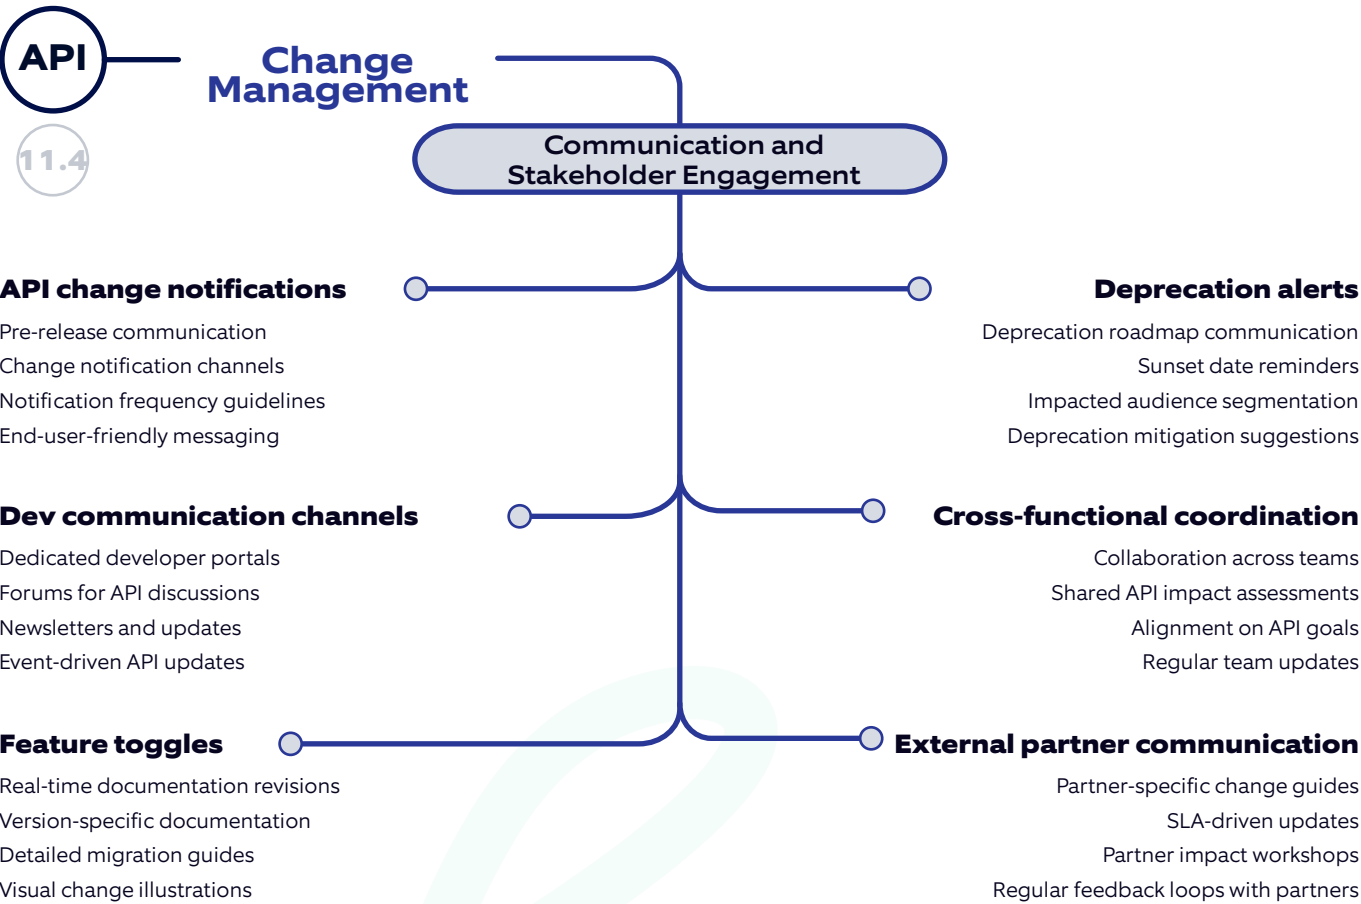 API
Change
Management
11.4
Communication and
Stakeholder Engagement
API change notifications
Pre-release communication
Change notification channels
Notification frequency guidelines
End-user-friendly messaging
Deprecation alerts
Deprecation roadmap communication
Sunset date reminders
Impacted audience segmentation
Deprecation mitigation suggestions
Dev communication channels
Dedicated developer portals
Forums for API discussions
Newsletters and updates
Event-driven API updates
Cross-functional coordination
Collaboration across teams
Shared API impact assessments
Alignment on API goals
Regular team updates
Feature toggles
Real-time documentation revisions
Version-specific documentation
Detailed migration guides
Visual change illustrations
External partner communication
Partner-specific change guides
SLA-driven updates
Partner impact workshops
Regular feedback loops with partners